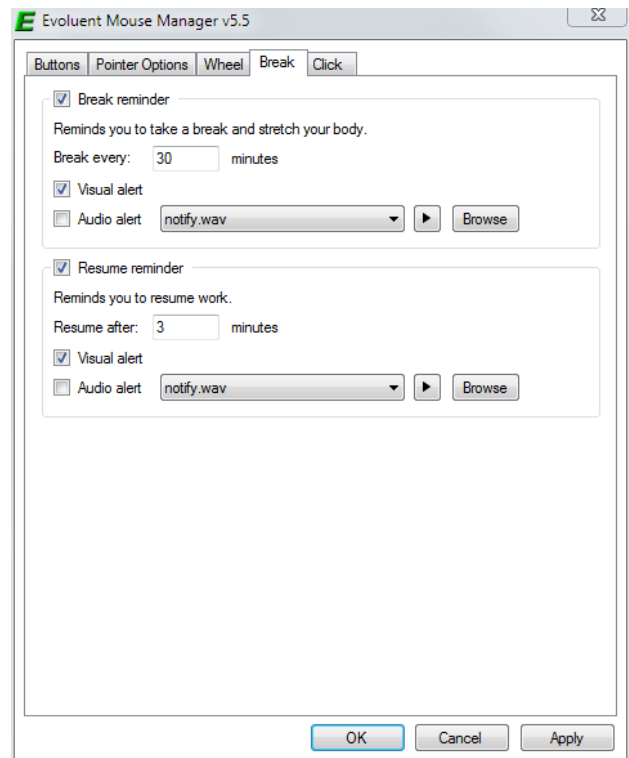 Evoluent Mouse Manager v5.5
Buttons Pointer Options Wheel Break Click
Break reminder
Reminds you to take a break and stretch your body.
Break every: 30 minutes
Visual alert
Audio alert notify.wav Browse
Resume reminder
Reminds you to resume work.
Resume after: 3 minutes
Visual alert
Audio alert notify.wav Browse
OK Cancel Apply